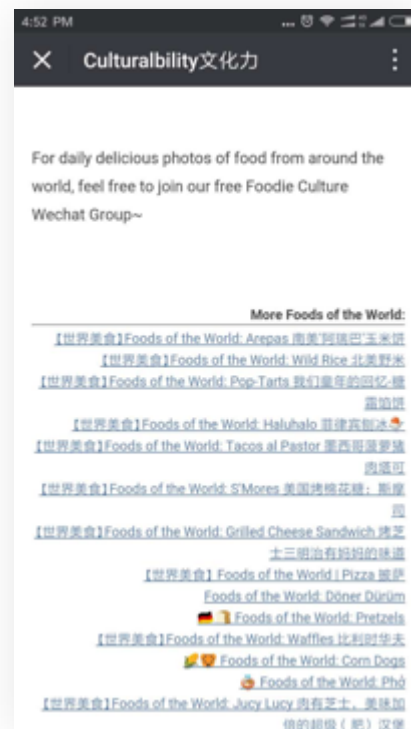 4:52 PM
Culturalbility文化力
For daily delicious photos of food from around the
world, feel free to join our free Foodie Culture
Wechat Group~
More Foods of the World:
【世界美食】Foods of the World: Arepas 南美'阿瑞巴'玉米饼
【世界美食】Foods of the World: Wild Rice 北美野米
【世界美食】Foods of the World: Pop-Tarts 我们童年的回忆-糖
霜馅饼
【世界美食】Foods of the World: Haluhalo 菲律宾刨冰🍧
【世界美食】Foods of the World: Tacos al Pastor 墨西哥菠萝猪
肉塔可
【世界美食】Foods of the World: S'Mores 美国烤棉花糖：斯摩
司
【世界美食】Foods of the World: Grilled Cheese Sandwich 烤芝
士三明治有妈妈的味道
【世界美食】 Foods of the World | Pizza 披萨
Foods of the World: Döner Dürüm
Foods of the World: Pretzels
【世界美食】Foods of the World: Waffles 比利时华夫
Foods of the World: Corn Dogs
Foods of the World: Phở
【世界美食】Foods of the World: Jucy Lucy 肉有芝士，美味加
倍的超级（肥）汉堡